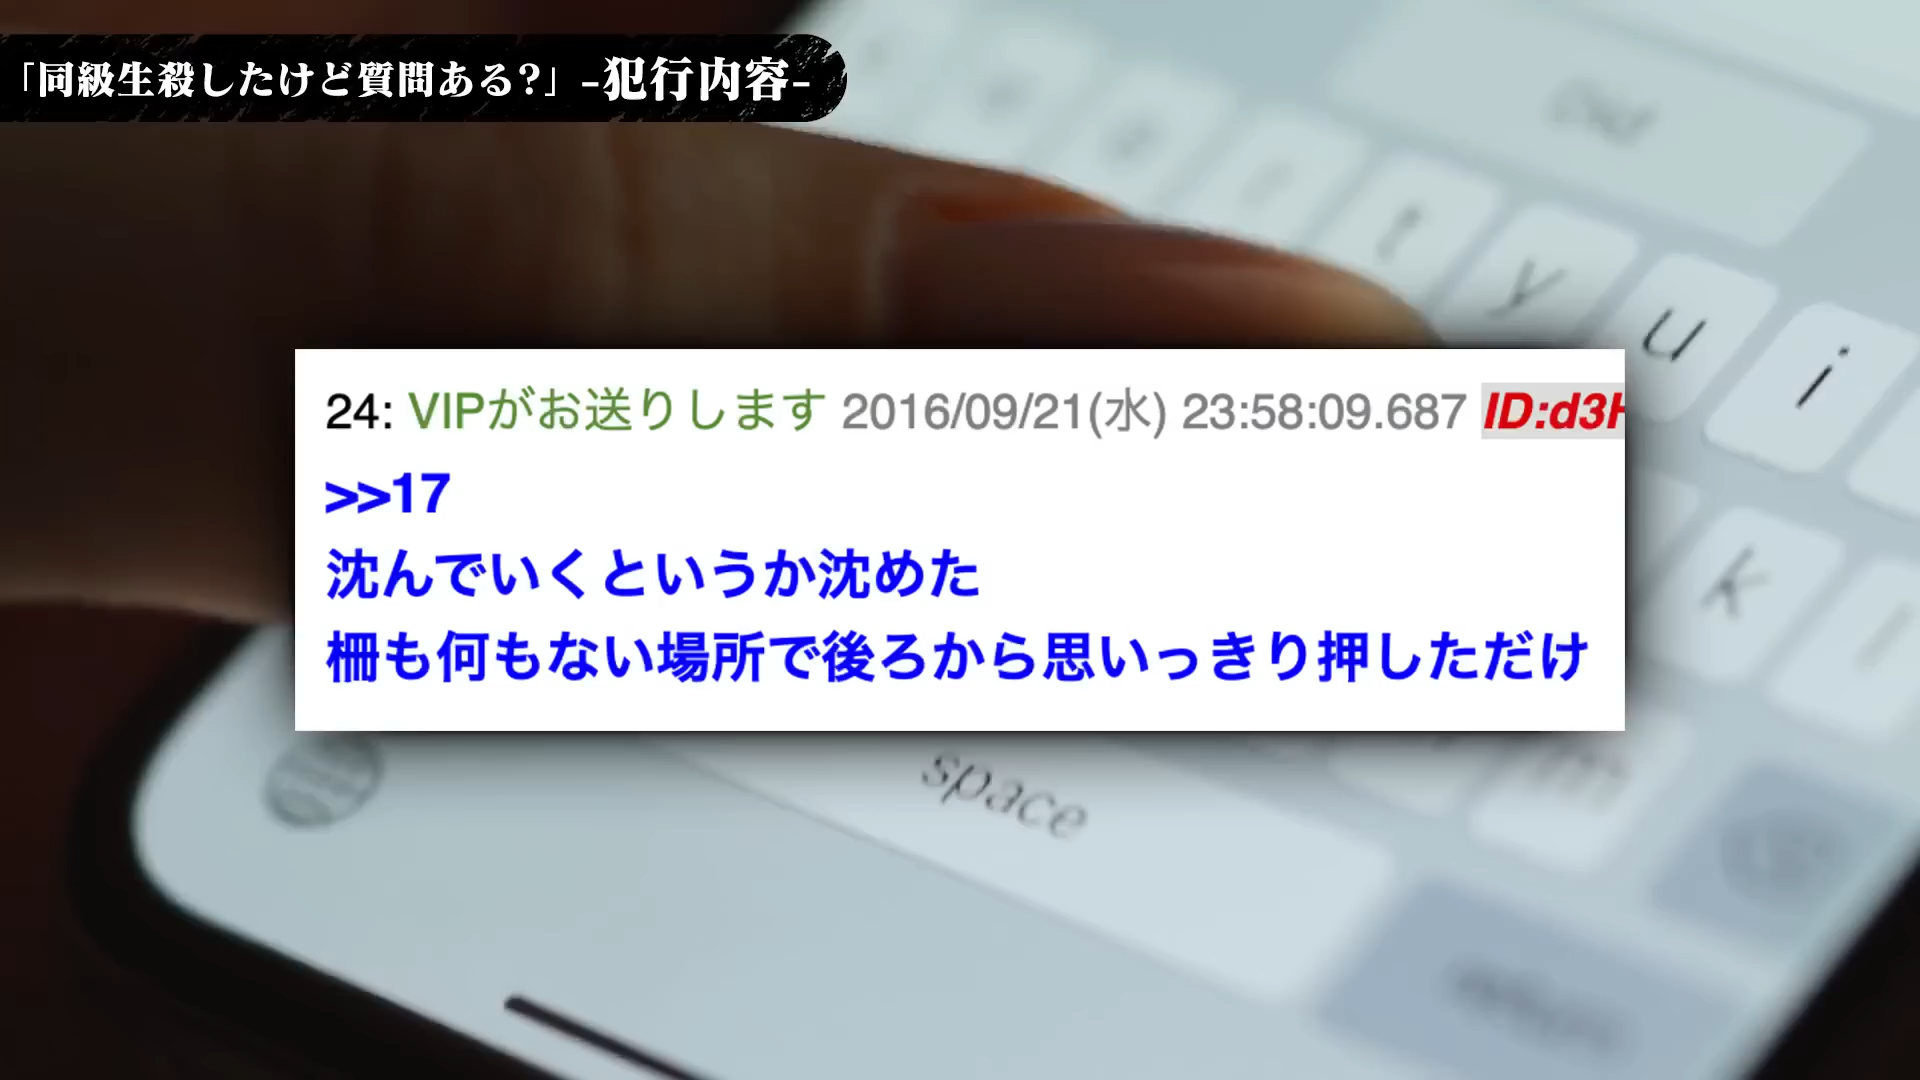 「同級生殺したけど質問ある?」-犯行内容-
24: VIPがお送りします 2016/09/21(水) 23:58:09.687 ID:d3H
>>17
沈んでいくというか沈めた
柵も何もない場所で後ろから思いっきり押しただけ
t
y
u
i
k
l
m
space